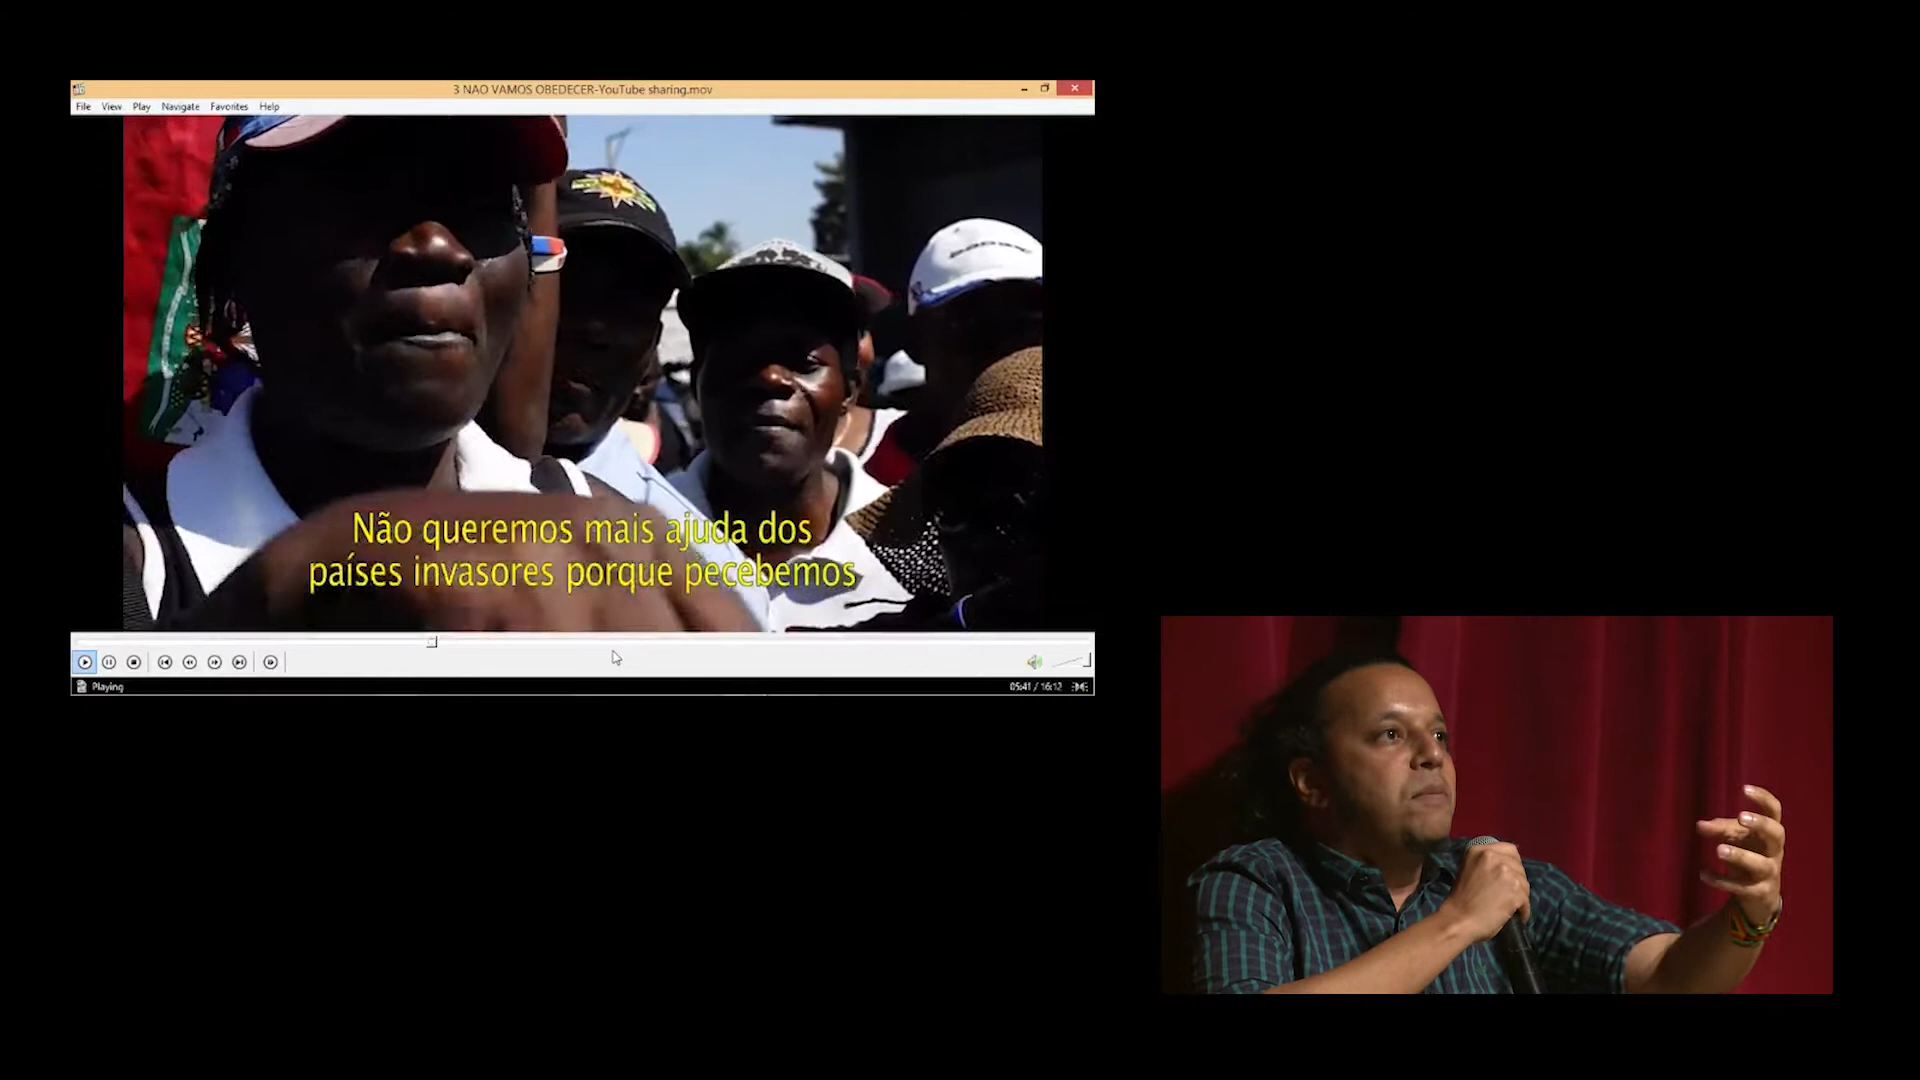 3 NAO VAMOS OBEDECER-YouTube sharing.mov
File View Play Navigate Favorites Help
Não queremos mais ajuda dos
países invasores porque pecebemos
Playing
05:41 / 16:12